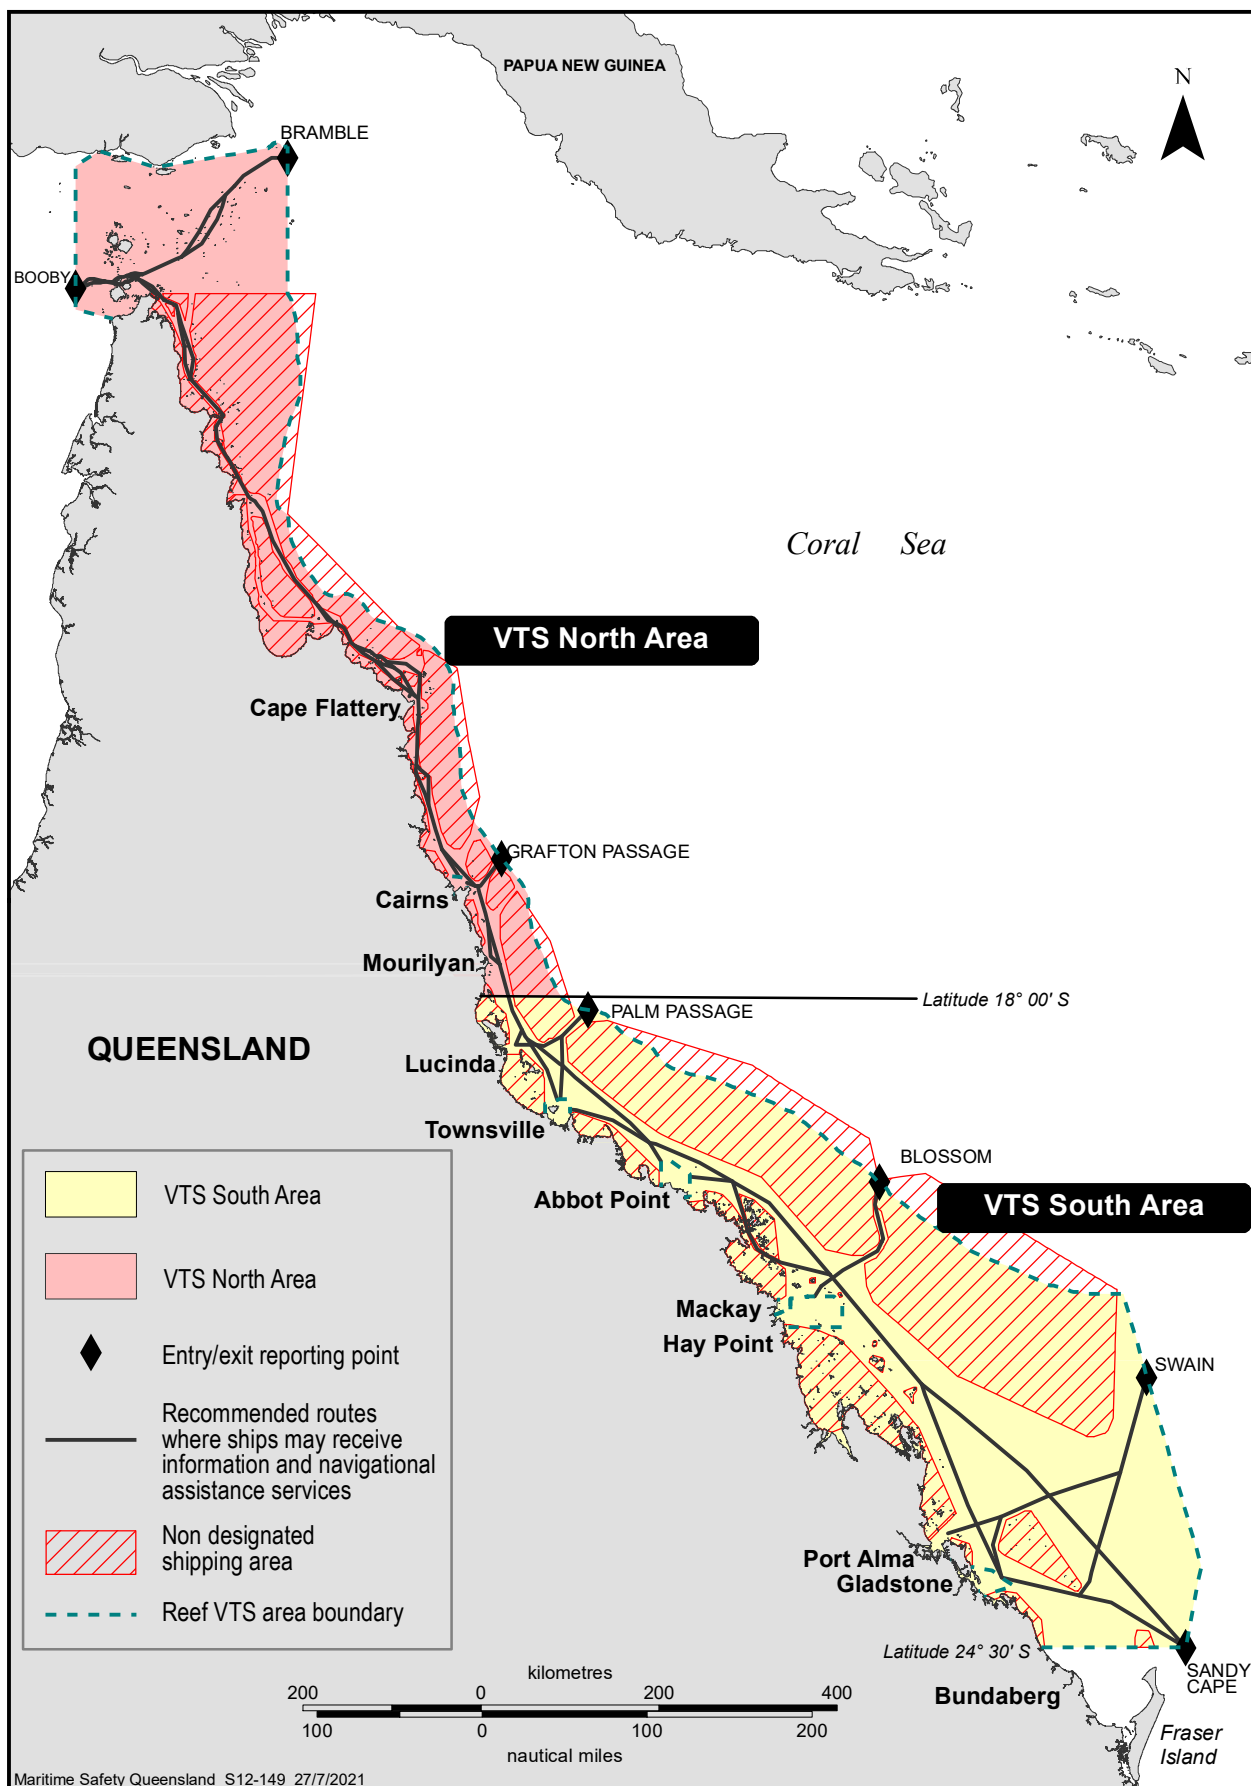 PAPUA NEW GUINEA
N
BRAMBLE
BOOBY
Coral Sea
VTS North Area
Cape Flattery
GRAFTON PASSAGE
Cairns
Mourilyan
Latitude 18° 00' S
PALM PASSAGE
QUEENSLAND
Lucinda
Townsville
BLOSSOM
Abbot Point
VTS South Area
Mackay
Hay Point
SWAIN
Port Alma
Gladstone
Latitude 24° 30' S
SANDY
CAPE
Bundaberg
Fraser
Island
VTS South Area
VTS North Area
Entry/exit reporting point
Recommended routes
where ships may receive
information and navigational
assistance services
Non designated
shipping area
Reef VTS area boundary
kilometres
200 0 200 400
100 0 100 200
nautical miles
Maritime Safety Queensland S12-149 27/7/2021